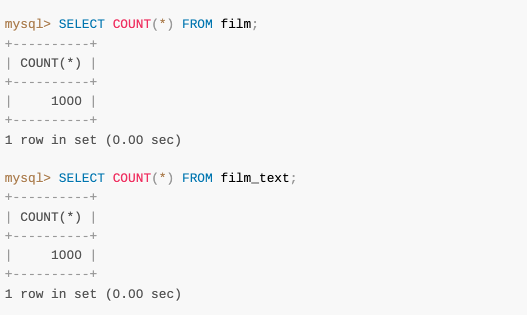 mysql> SELECT COUNT(*) FROM film;
+----------+
| COUNT(*) |
+----------+
|     1000 |
+----------+
1 row in set (0.00 sec)

mysql> SELECT COUNT(*) FROM film_text;
+----------+
| COUNT(*) |
+----------+
|     1000 |
+----------+
1 row in set (0.00 sec)